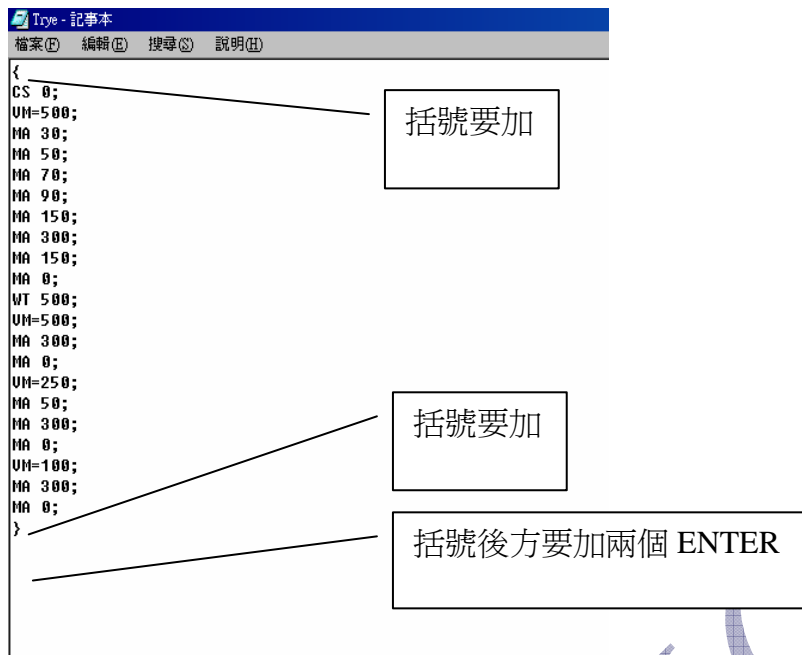 Trye - 記事本
檔案(F) 編輯(E) 搜尋(S) 說明(H)
{
CS 0;
VM=500;
MA 30;
MA 50;
MA 70;
MA 90;
MA 150;
MA 300;
MA 150;
MA 0;
WT 500;
VM=500;
MA 300;
MA 0;
VM=250;
MA 50;
MA 300;
MA 0;
VM=100;
MA 300;
MA 0;
}
括號要加
括號要加
括號後方要加兩個 ENTER